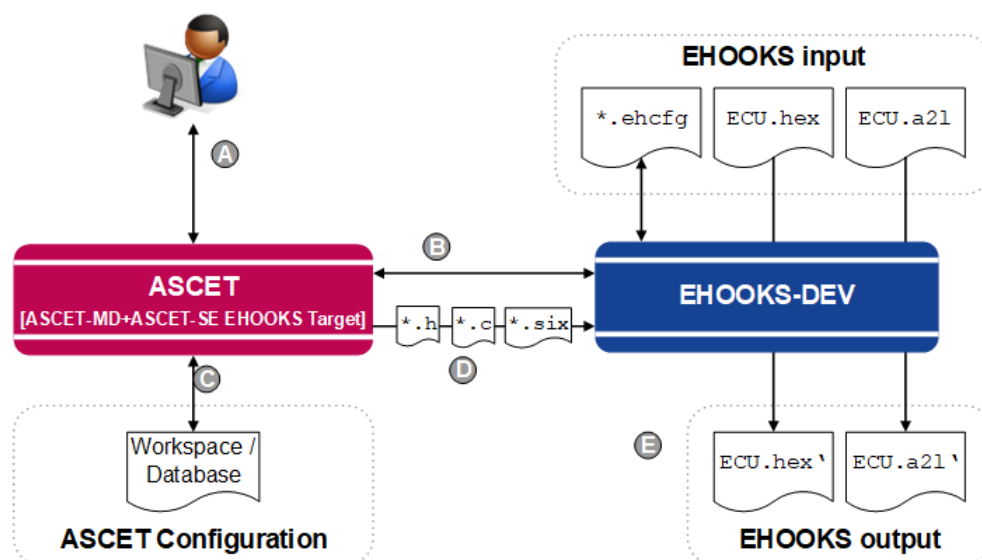 EHOOKS input
*.ehcfg
ECU.hex
ECU.a2l
A
B
ASCET
[ASCET-MD+ASCET-SE EHOOKS Target]
EHOOKS-DEV
*.h
*.c
*.six
D
C
Workspace /
Database
ASCET Configuration
E
ECU.hex‘
ECU.a2l‘
EHOOKS output